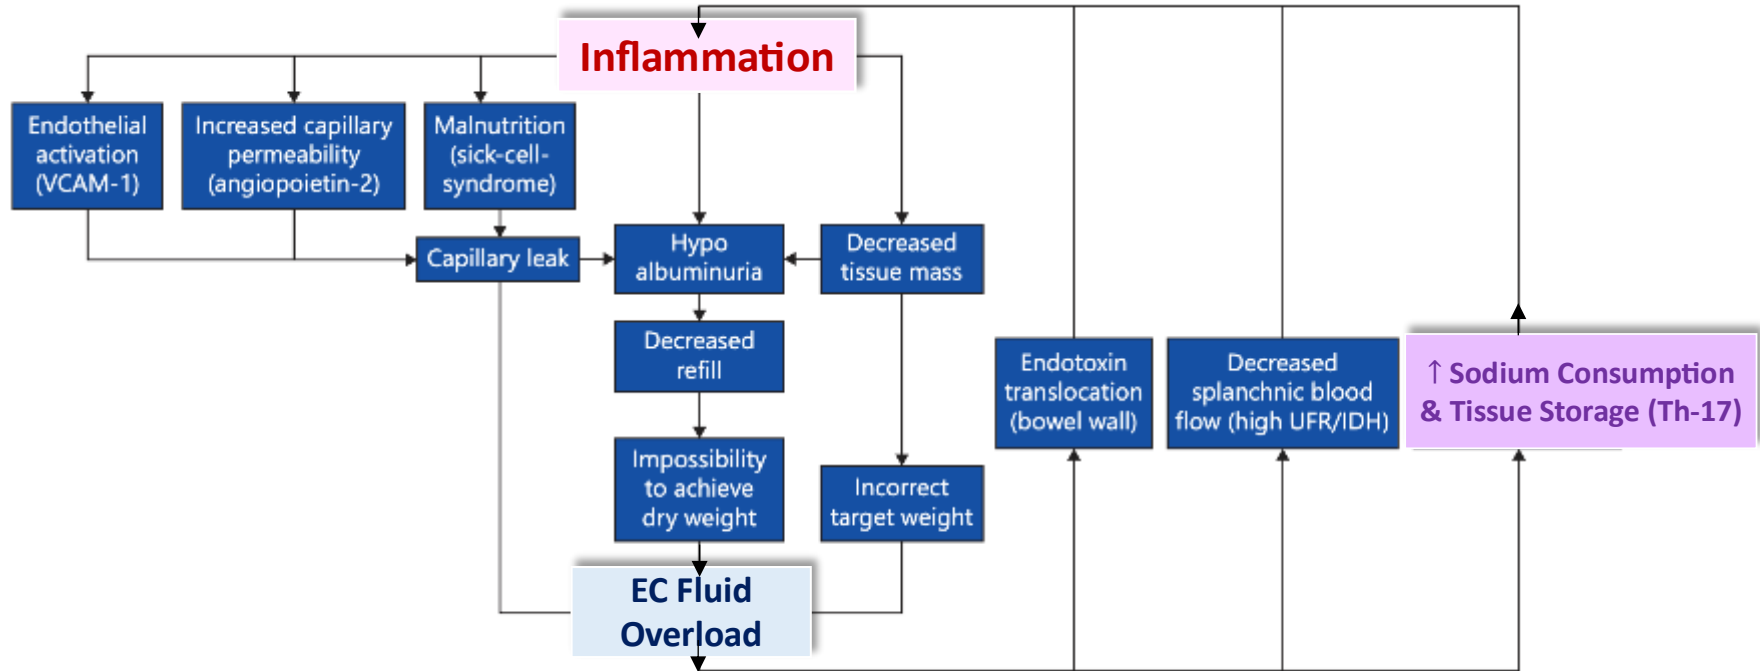 Inflammation
Endothelial
activation
(VCAM-1)
Increased capillary
permeability
(angiopoietin-2)
Malnutrition
(sick-cell-
syndrome)
Capillary leak
Hypo
albuminuria
Decreased
tissue mass
Decreased
refill
Endotoxin
translocation
(bowel wall)
Decreased
splanchnic blood
flow (high UFR/IDH)
↑ Sodium Consumption
& Tissue Storage (Th-17)
Impossibility
to achieve
dry weight
Incorrect
target weight
EC Fluid
Overload